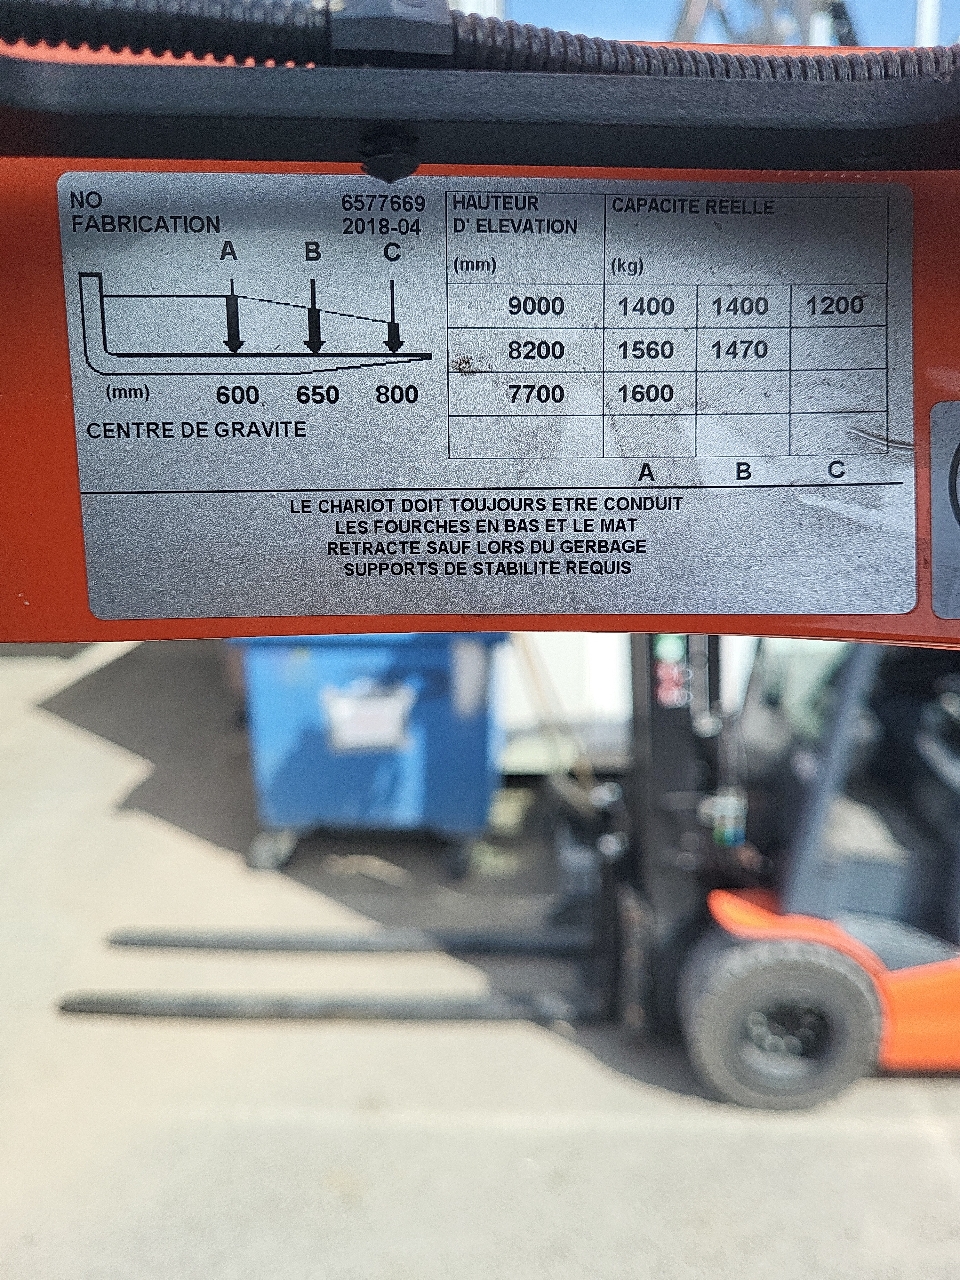 NO 6577669
FABRICATION 2018-04
A B C
(mm) 600 650 800
CENTRE DE GRAVITE
HAUTEUR D' ELEVATION (mm) CAPACITE REELLE (kg)
9000 1400 1400 1200
8200 1560 1470
7700 1600
A B C
LE CHARIOT DOIT TOUJOURS ETRE CONDUIT
LES FOURCHES EN BAS ET LE MAT
RETRACTE SAUF LORS DU GERBAGE
SUPPORTS DE STABILITE REQUIS